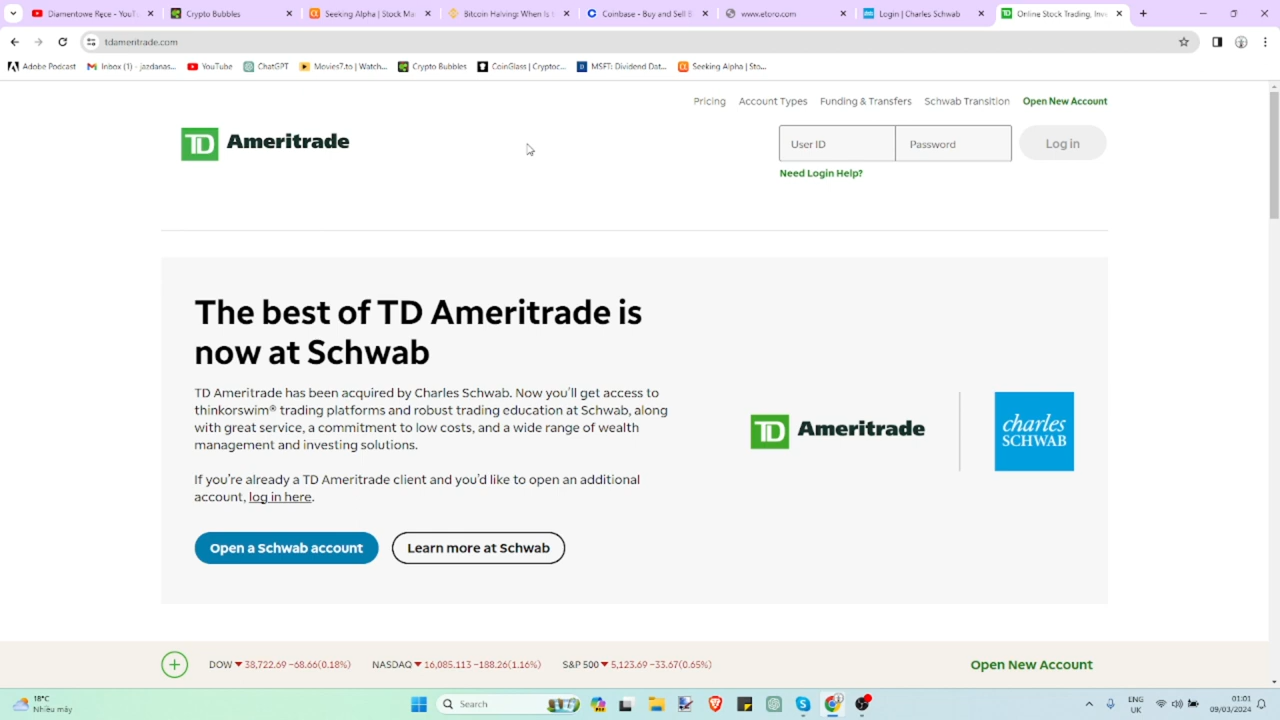 Diamentowe Ręce - YouTu
Crypto Bubbles
Seeking Alpha | Stock Ma
Bitcoin Halving: When Is t
Coinbase - Buy and Sell B
www.etoro.com
Login | Charles Schwab
Online Stock Trading, Inv
tdameritrade.com
Adobe Podcast
Inbox (1) - jazdanas...
YouTube
ChatGPT
Movies7.to | Watch...
Crypto Bubbles
CoinGlass | Cryptoc...
MSFT: Dividend Dat...
Seeking Alpha | Sto...
Pricing
Account Types
Funding & Transfers
Schwab Transition
Open New Account
TD Ameritrade
User ID
Password
Log in
Need Login Help?
The best of TD Ameritrade is
now at Schwab
TD Ameritrade has been acquired by Charles Schwab. Now you'll get access to
thinkorswim® trading platforms and robust trading education at Schwab, along
with great service, a commitment to low costs, and a wide range of wealth
management and investing solutions.
If you're already a TD Ameritrade client and you'd like to open an additional
account, log in here.
TD Ameritrade
charles
SCHWAB
Open a Schwab account
Learn more at Schwab
DOW ▼ 38,722.69 -68.66(0.18%)
NASDAQ ▼ 16,085.113 -188.26(1.16%)
S&P 500 ▼ 5,123.69 -33.67(0.65%)
Open New Account
18°C
Nhiều mây
Search
ENG
UK
01:01
09/03/2024